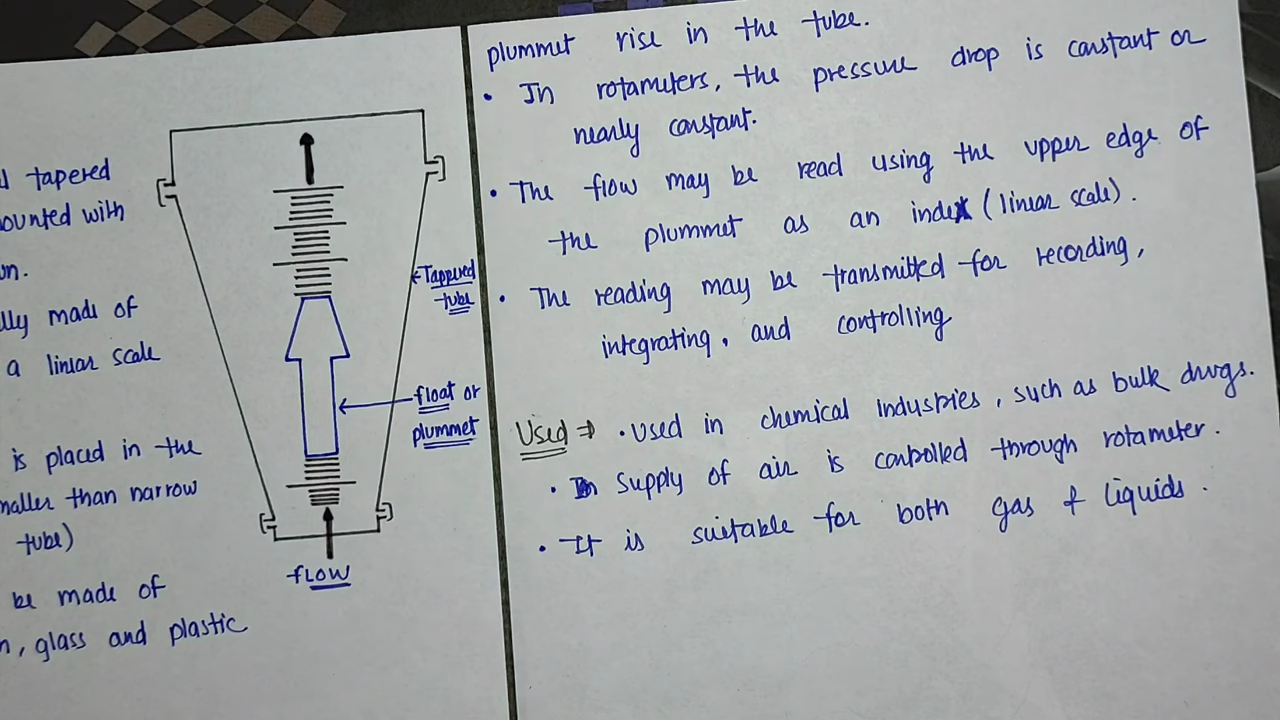 tapered
ounted with
lly made of
a linear scale
is placed in the
maller than narrow
tube)
be made of
, glass and plastic
←Tappered
tube
float or
plummet
fLOW
plummet rise in the tube.
• In rotameters, the pressure drop is constant or
nearly constant.
• The flow may be read using the upper edge of
the plummet as an index (linear scale).
• The reading may be transmitted for recording,
integrating, and controlling
Used ⇒ • Used in chemical industries, such as bulk drugs.
• Supply of air is controlled through rotameter.
• It is suitable for both gas & liquids.